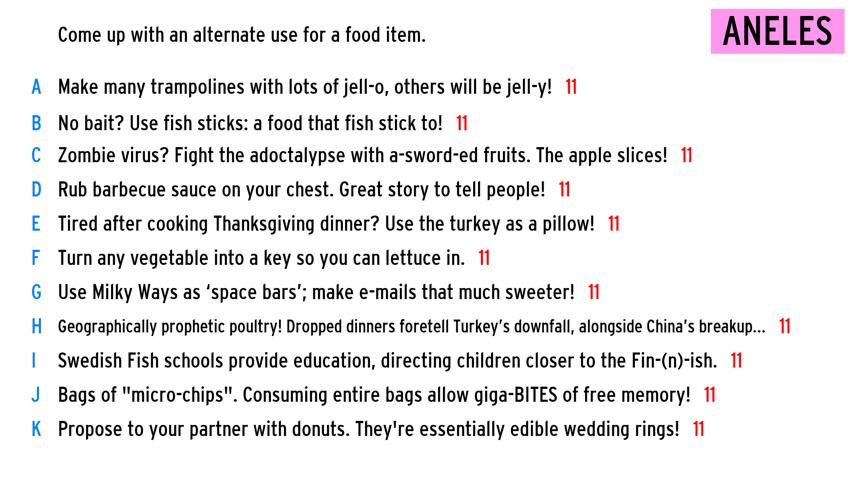 Come up with an alternate use for a food item.
ANELES
A Make many trampolines with lots of jell-o, others will be jell-y! 11
B No bait? Use fish sticks: a food that fish stick to! 11
C Zombie virus? Fight the adoctalypse with a-sword-ed fruits. The apple slices! 11
D Rub barbecue sauce on your chest. Great story to tell people! 11
E Tired after cooking Thanksgiving dinner? Use the turkey as a pillow! 11
F Turn any vegetable into a key so you can lettuce in. 11
G Use Milky Ways as ‘space bars’; make e-mails that much sweeter! 11
H Geographically prophetic poultry! Dropped dinners foretell Turkey’s downfall, alongside China’s breakup... 11
I Swedish Fish schools provide education, directing children closer to the Fin-(n)-ish. 11
J Bags of "micro-chips". Consuming entire bags allow giga-BITES of free memory! 11
K Propose to your partner with donuts. They're essentially edible wedding rings! 11